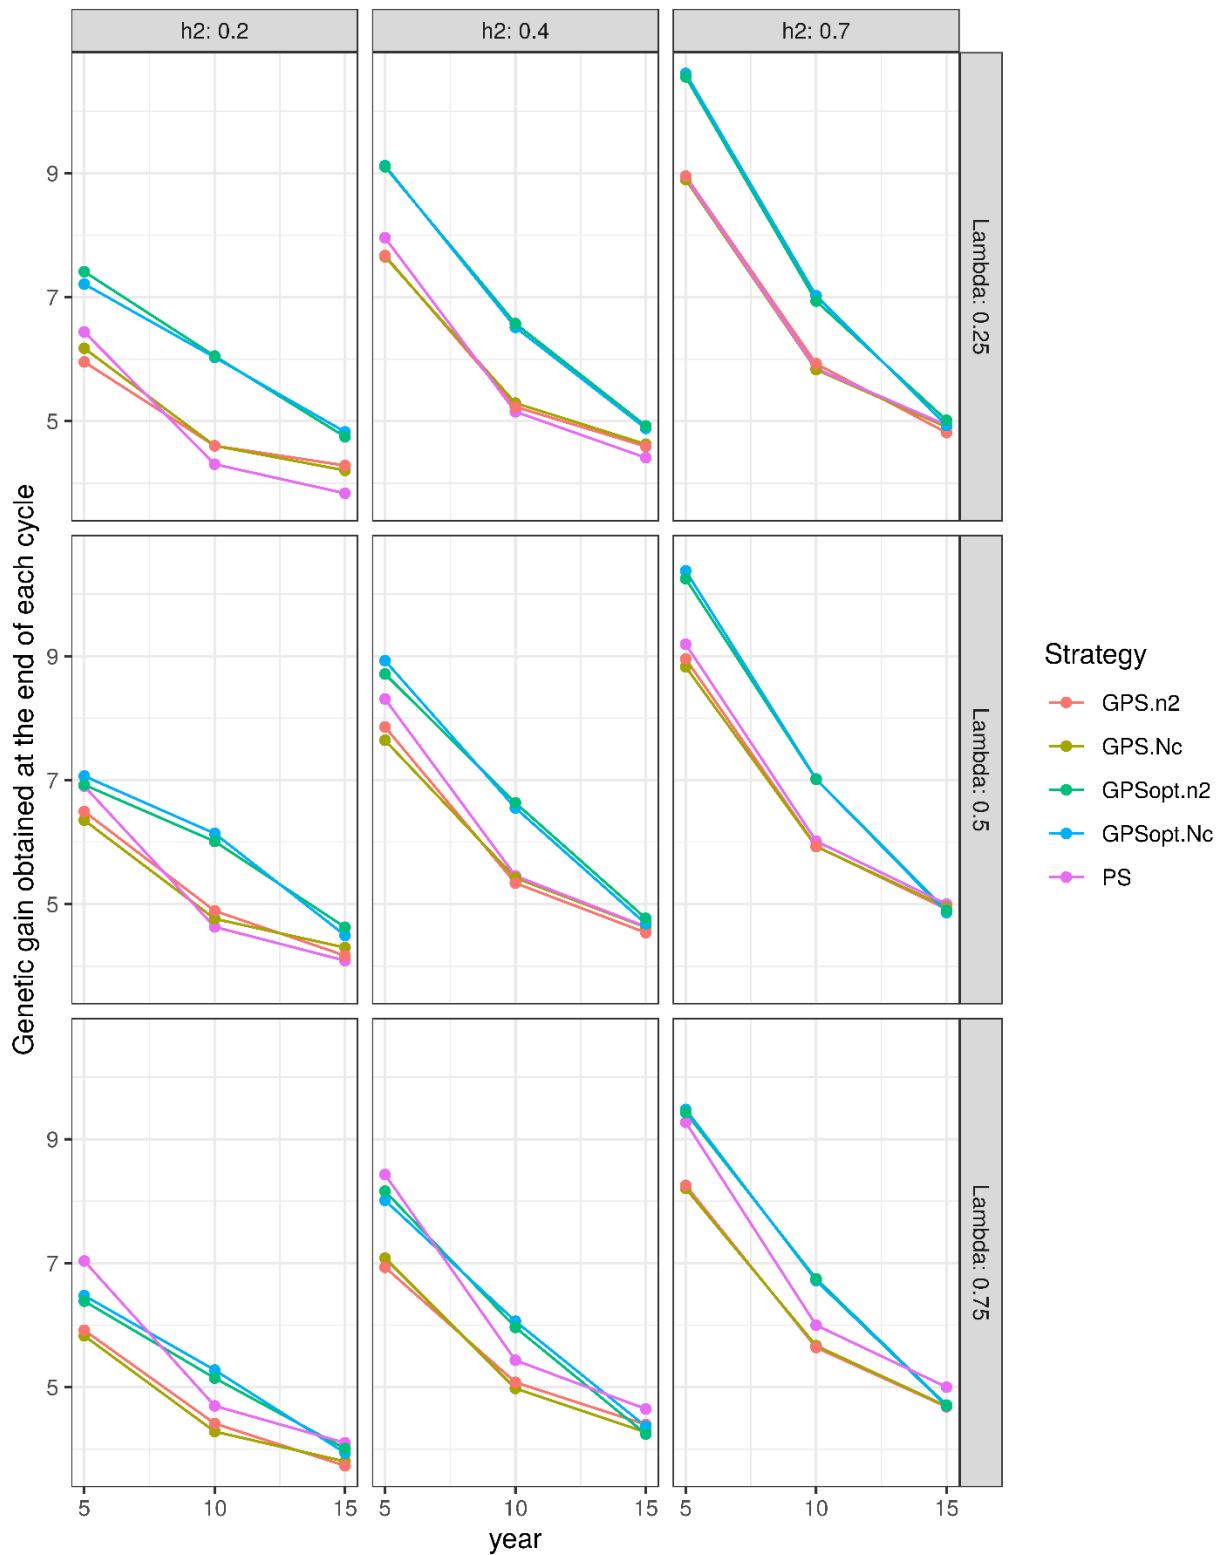 h2: 0.2
h2: 0.4
h2: 0.7
Genetic gain obtained at the end of each cycle
9
7
5
Lambda: 0.25
9
7
5
Lambda: 0.5
9
7
5
Lambda: 0.75
5 10 15
5 10 15
5 10 15
year
Strategy
GPS.n2
GPS.Nc
GPSopt.n2
GPSopt.Nc
PS